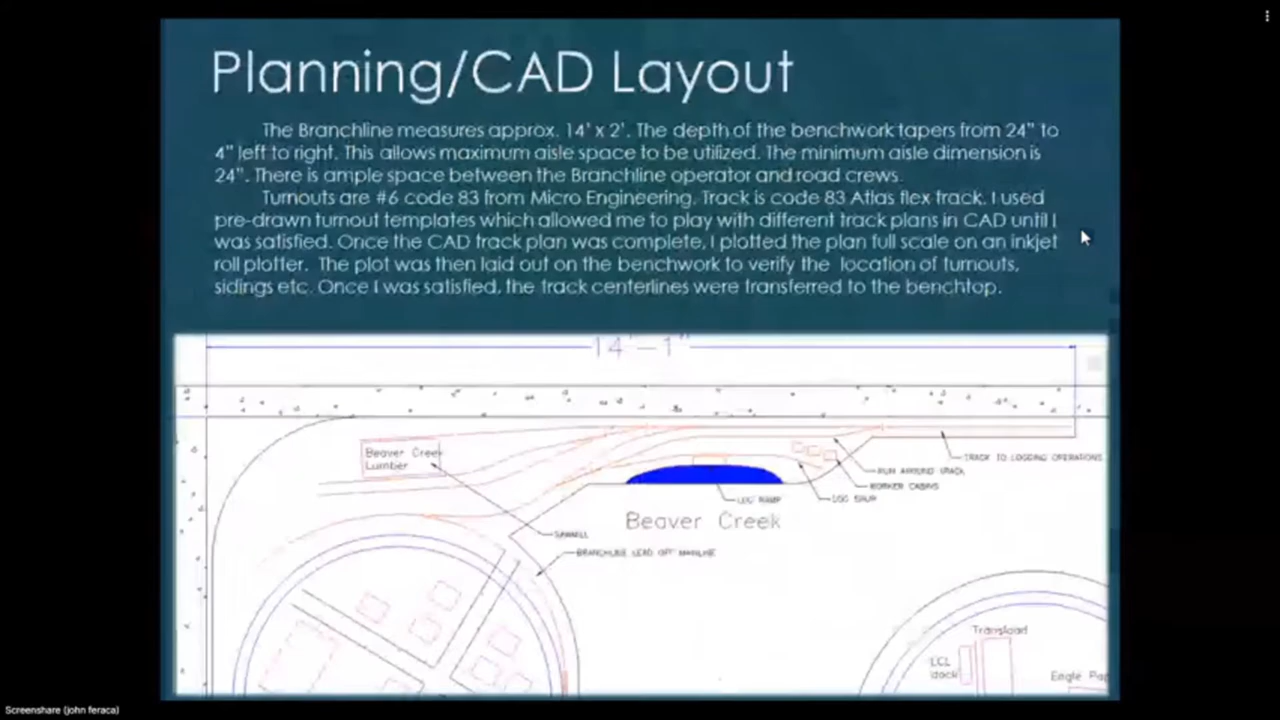 Planning/CAD Layout
The Branchline measures approx. 14' x 2'. The depth of the benchwork tapers from 24" to
4" left to right. This allows maximum aisle space to be utilized. The minimum aisle dimension is
24". There is ample space between the Branchline operator and road crews.
Turnouts are #6 code 83 from Micro Engineering. Track is code 83 Atlas flex track. I used
pre-drawn turnout templates which allowed me to play with different track plans in CAD until I
was satisfied. Once the CAD track plan was complete, I plotted the plan full scale on an inkjet
roll plotter. The plot was then laid out on the benchwork to verify the location of turnouts,
sidings etc. Once I was satisfied, the track centerlines were transferred to the benchtop.
14'-1"
Beaver Creek
Lumber
TRACK TO LOGGING OPERATIONS
RUN AROUND TRACK
WORKER CABINS
LOG SPUR
LOG RAMP
Beaver Creek
SAWMILL
BRANCHLINE LEAD OFF MAINLINE
Transload
LCL
dock
Eagle
Screenshare (john feraca)